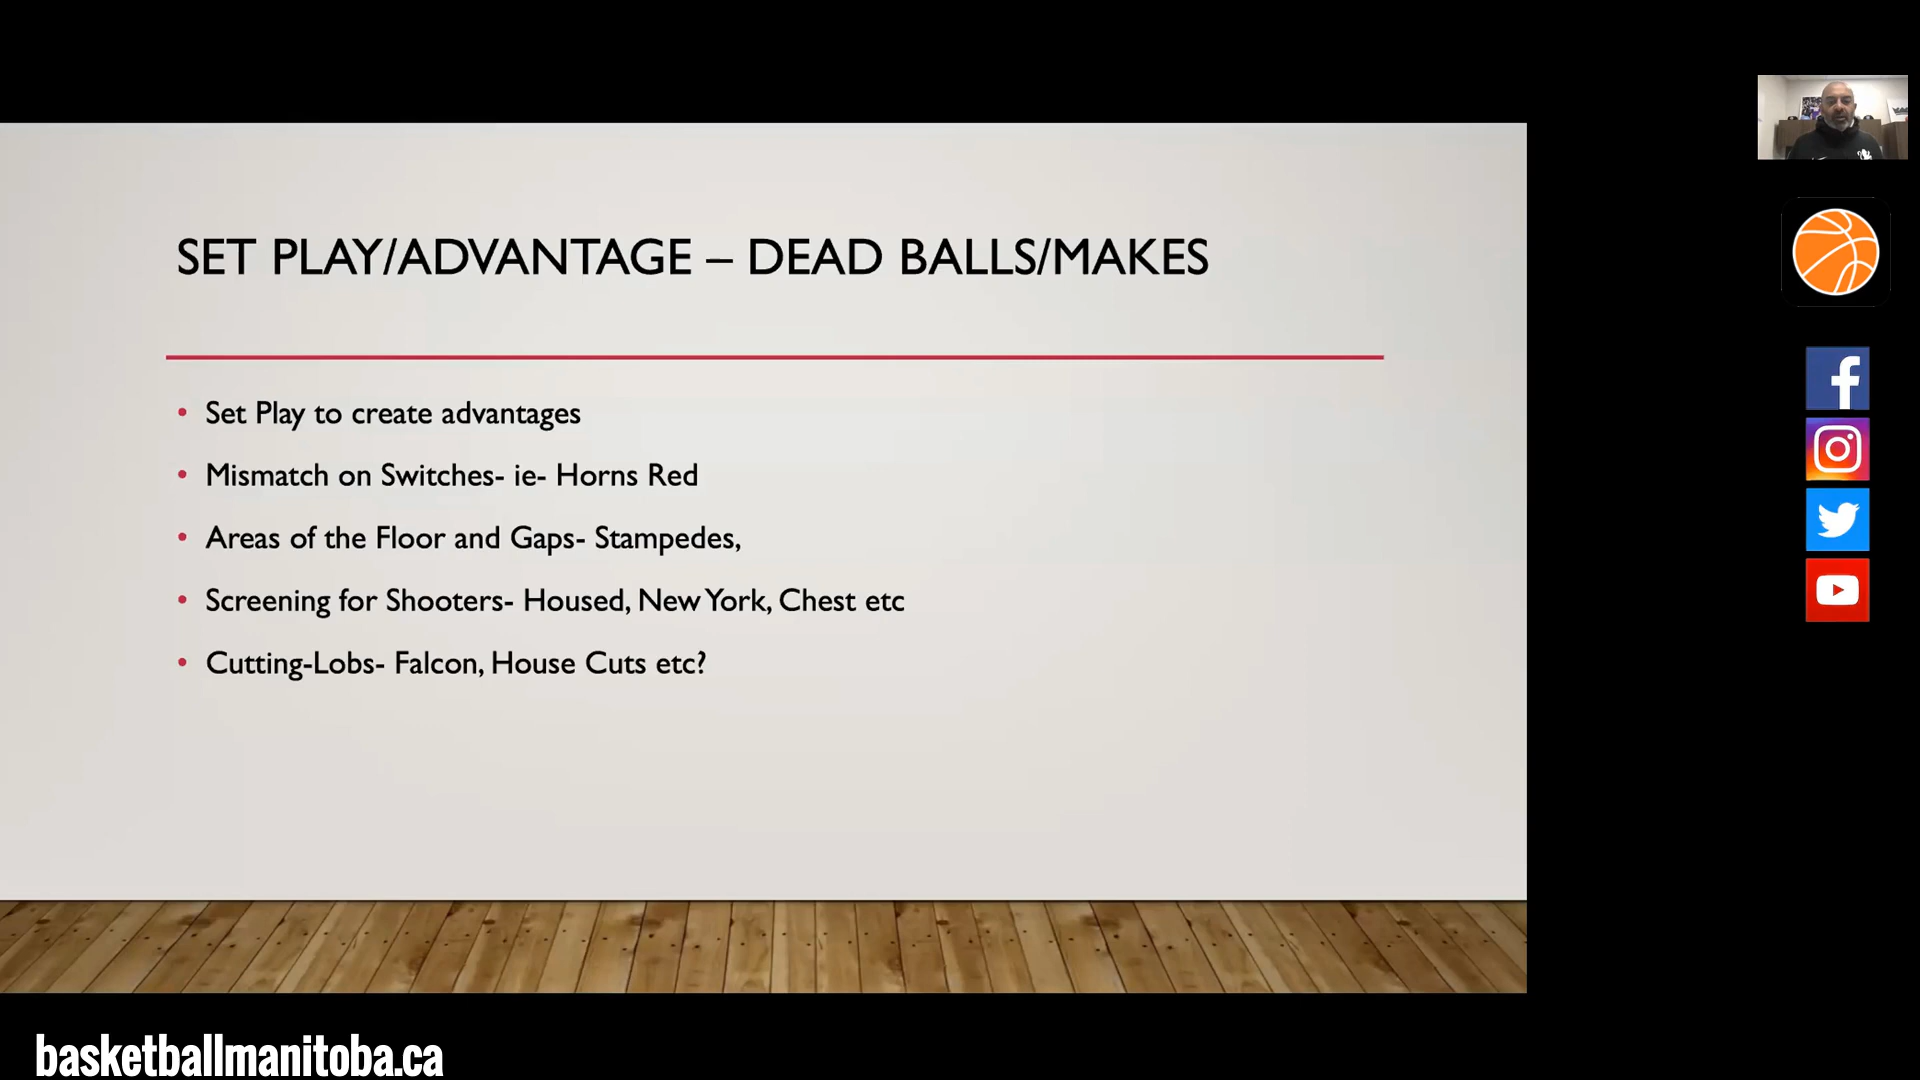 SET PLAY/ADVANTAGE – DEAD BALLS/MAKES
• Set Play to create advantages
• Mismatch on Switches- ie- Horns Red
• Areas of the Floor and Gaps- Stampedes,
• Screening for Shooters- Housed, New York, Chest etc
• Cutting-Lobs- Falcon, House Cuts etc?
basketballmanitoba.ca